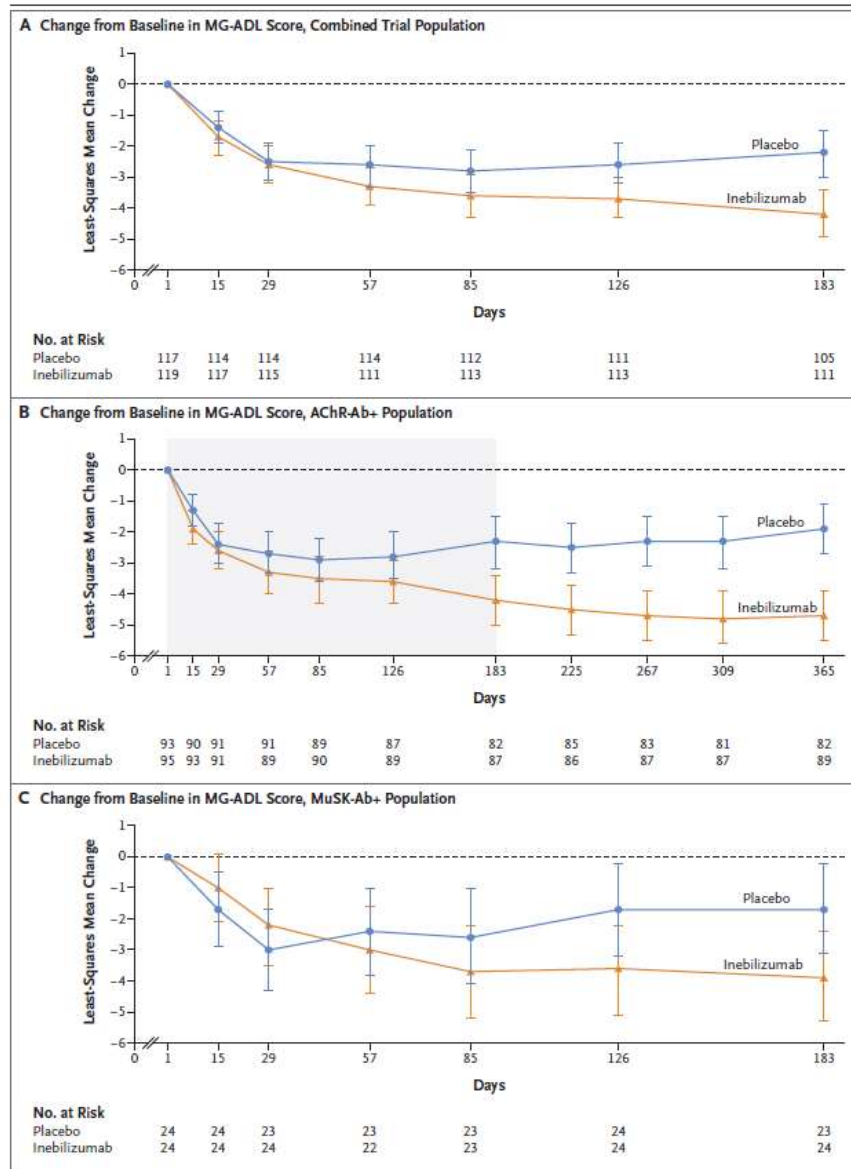 A Change from Baseline in MG-ADL Score, Combined Trial Population
Least-Squares Mean Change
1
0
−1
−2
−3
−4
−5
−6
Placebo
Inebilizumab
0 1 15 29 57 85 126 183
Days
No. at Risk
Placebo 117 114 114 114 112 111 105
Inebilizumab 119 117 115 111 113 113 111
B Change from Baseline in MG-ADL Score, AChR-Ab+ Population
Least-Squares Mean Change
1
0
−1
−2
−3
−4
−5
−6
Placebo
Inebilizumab
0 1 15 29 57 85 126 183 225 267 309 365
Days
No. at Risk
Placebo 93 90 91 91 89 87 82 85 83 81 82
Inebilizumab 95 93 91 89 90 89 87 86 87 87 89
C Change from Baseline in MG-ADL Score, MuSK-Ab+ Population
Least-Squares Mean Change
1
0
−1
−2
−3
−4
−5
−6
Placebo
Inebilizumab
0 1 15 29 57 85 126 183
Days
No. at Risk
Placebo 24 24 23 23 23 24 23
Inebilizumab 24 24 24 22 23 24 24